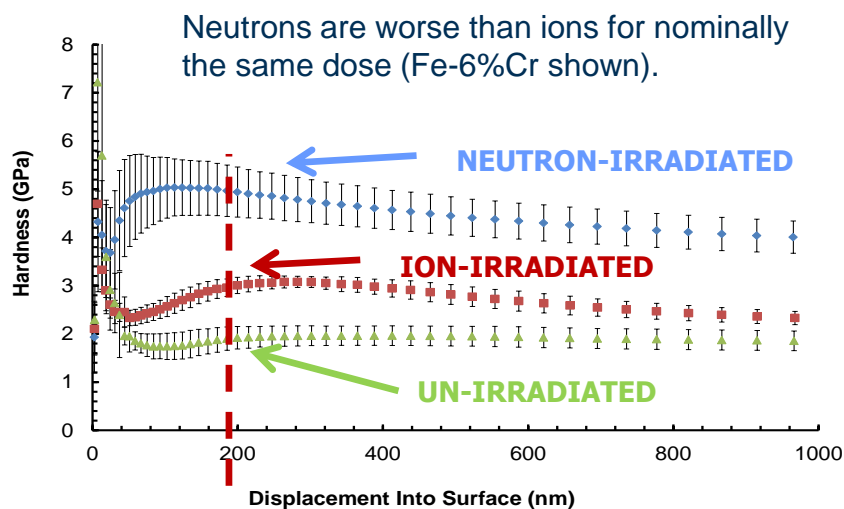 Neutrons are worse than ions for nominally
the same dose (Fe-6%Cr shown).
8
7
6
5
4
3
2
1
0
Hardness (GPa)
NEUTRON-IRRADIATED
ION-IRRADIATED
UN-IRRADIATED
0 200 400 600 800 1000
Displacement Into Surface (nm)